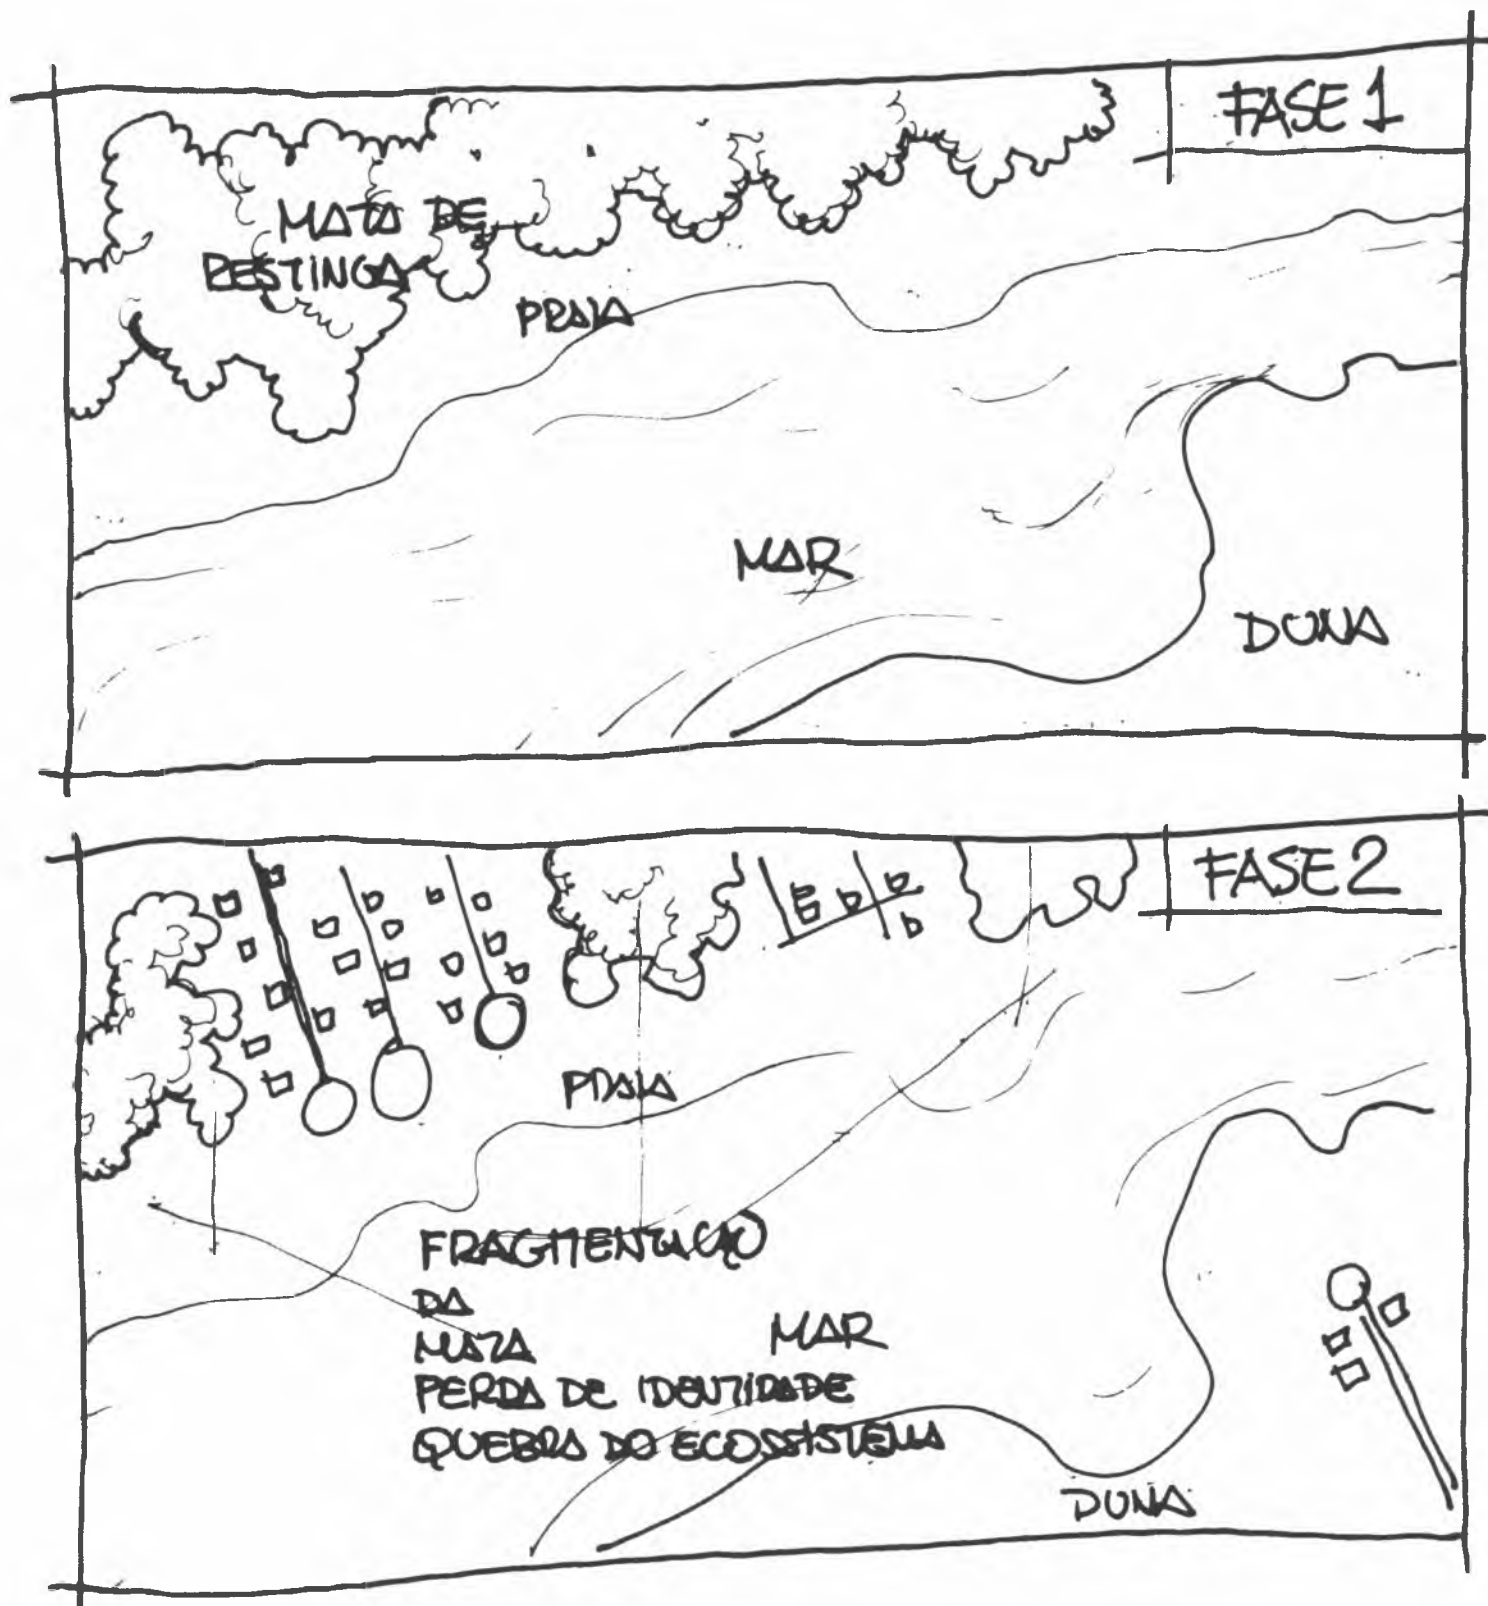 FASE 1
MATA DE
RESTINGA
PRAIA
MAR
DUNA
FASE 2
PRAIA
FRAGMENTAÇÃO
DA
MATA
MAR
PERDA DE IDENTIDADE
QUEBRA DO ECOSSISTEMA
DUNA